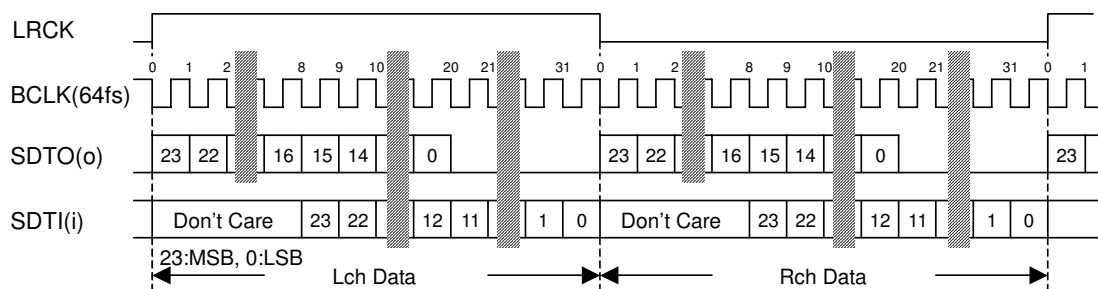 LRCK
0 1 2 8 9 10 20 21 31 0 1 2 8 9 10 20 21 31 0 1
BCLK(64fs)
SDTO(o) 23 22 16 15 14 0 23 22 16 15 14 0 23
SDTI(i) Don't Care 23 22 12 11 1 0 Don't Care 23 22 12 11 1 0
23:MSB, 0:LSB
Lch Data Rch Data